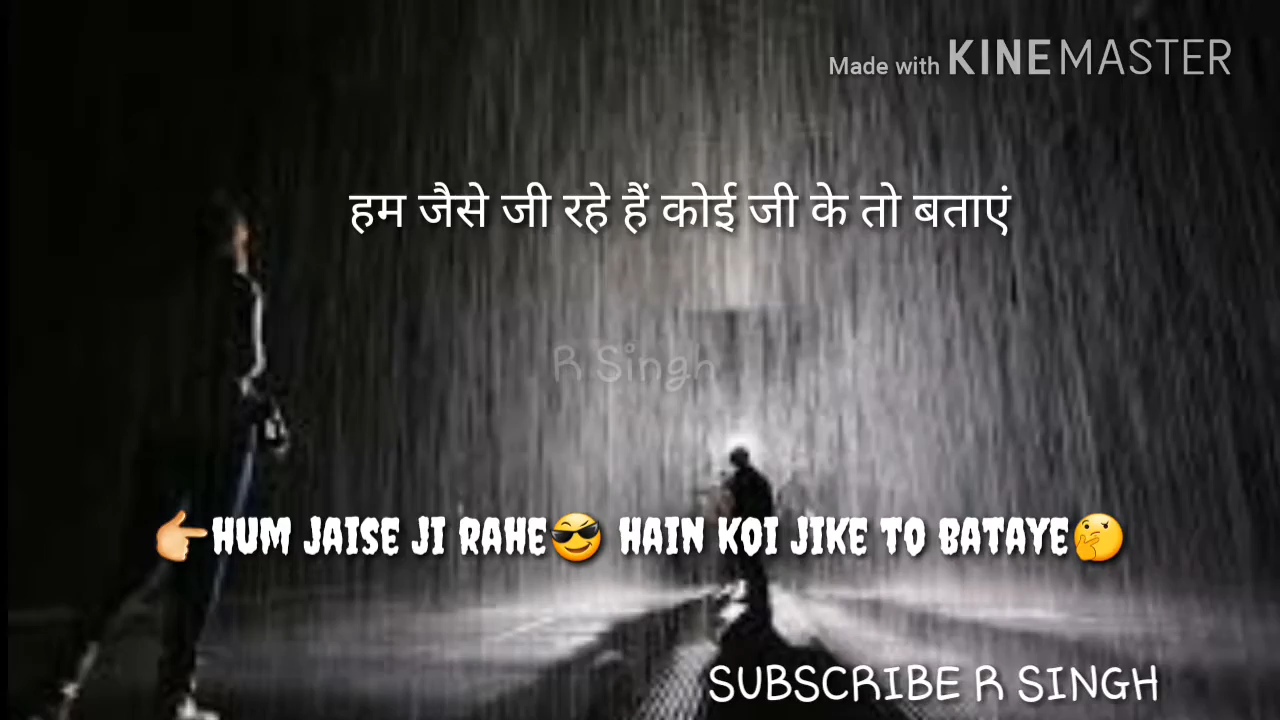 Made with KINEMASTER
हम जैसे जी रहे हैं कोई जी के तो बताएं
R Singh
👉HUM JAISE JI RAHE😎 HAIN KOI JIKE TO BATAYE🤔
SUBSCRIBE R SINGH